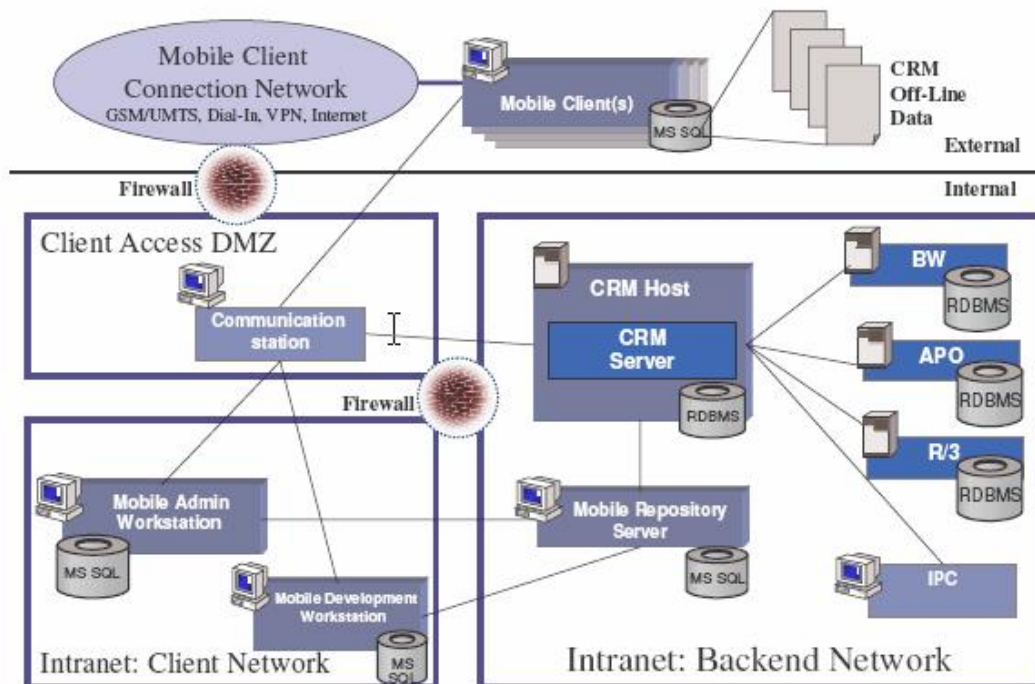 Mobile Client
Connection Network
GSM/UMTS, Dial-In, VPN, Internet
Mobile Client(s)
MS SQL
CRM
Off-Line
Data
External
Firewall
Internal
Client Access DMZ
Communication
station
CRM Host
CRM
Server
RDBMS
BW
RDBMS
APO
RDBMS
R/3
RDBMS
Firewall
Mobile Admin
Workstation
MS SQL
Mobile Repository
Server
MS SQL
IPC
Mobile Development
Workstation
MS
SQL
Intranet: Client Network
Intranet: Backend Network